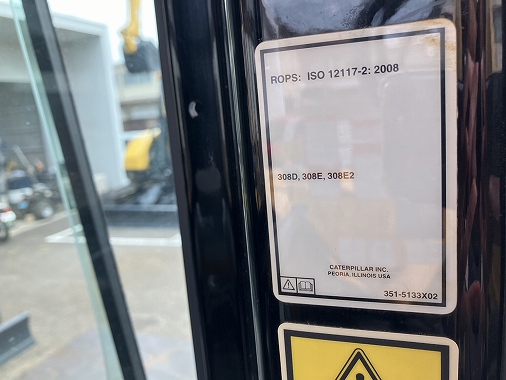 ROPS: ISO 12117-2: 2008
308D, 308E, 308E2
CATERPILLAR INC.
PEORIA, ILLINOIS USA
351-5133X02